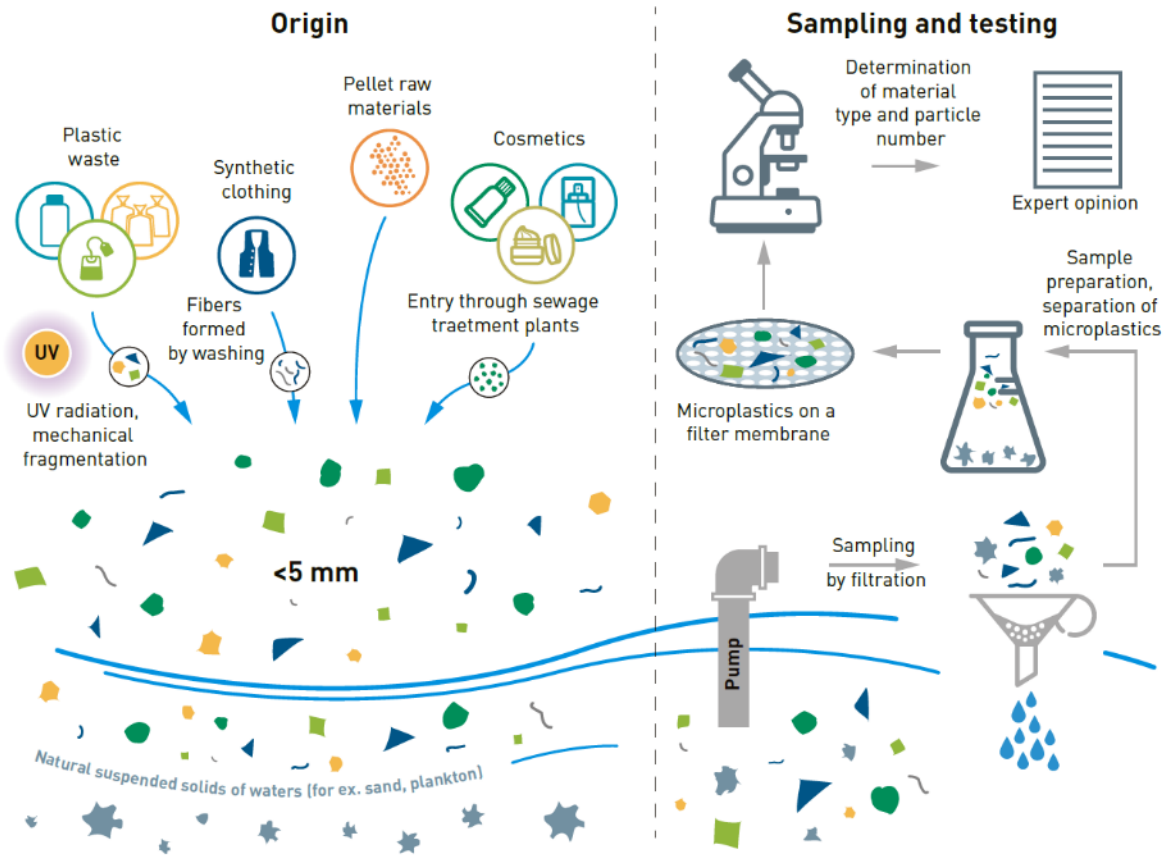 Origin
Plastic
waste
Synthetic
clothing
Pellet raw
materials
Cosmetics
UV
UV radiation,
mechanical
fragmentation
Fibers
formed
by washing
Entry through sewage
traetment plants
<5 mm
Natural suspended solids of waters (for ex. sand, plankton)
Sampling and testing
Determination
of material
type and particle
number
Expert opinion
Sample
preparation,
separation of
microplastics
Microplastics on a
filter membrane
Sampling
by filtration
Pump